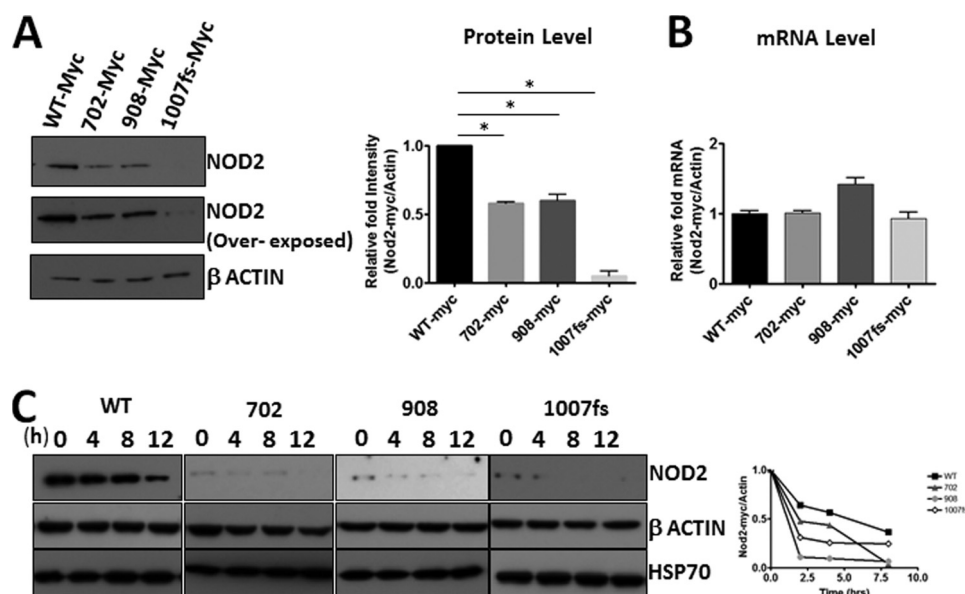 A
WT-Myc
702-Myc
908-Myc
1007fs-Myc
NOD2
NOD2
(Over- exposed)
β ACTIN
Protein Level
*
*
*
Relative fold Intensity
(Nod2-myc/Actin)
1.0
0.5
0.0
WT-myc
702-myc
908-myc
1007fs-myc
B
mRNA Level
Relative fold mRNA
(Nod2-myc/Actin)
2
1
0
WT-myc
702-myc
908-myc
1007fs-myc
C
WT
702
908
1007fs
(h) 0 4 8 12 0 4 8 12 0 4 8 12 0 4 8 12
NOD2
β ACTIN
HSP70
Nod2-myc/Actin
1.0
0.5
0.0
0.0 2.5 5.0 7.5 10.0
Time (hrs)
WT
702
908